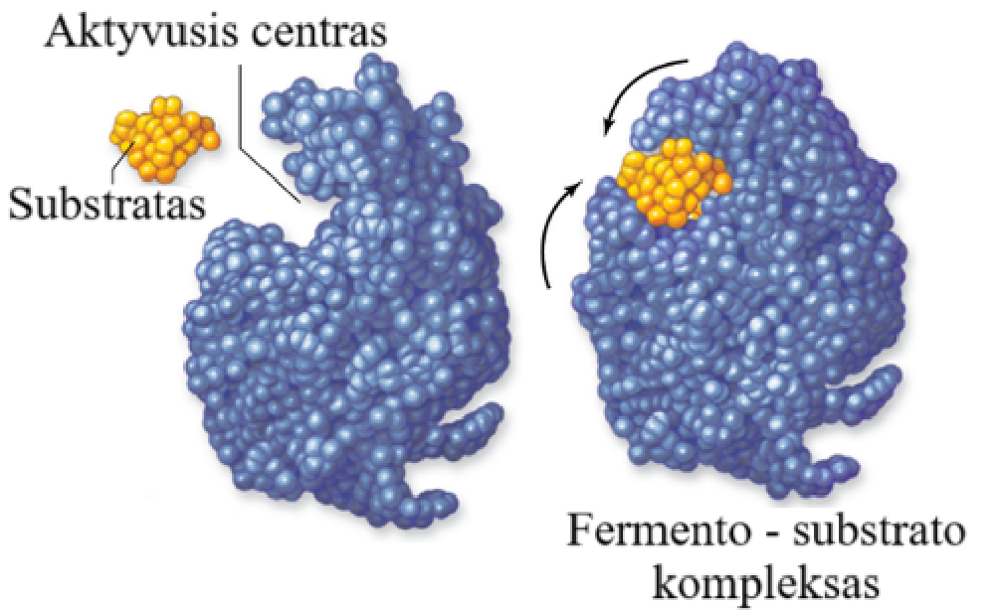 Aktyvusis centras
Substratas
Fermento - substrato
kompleksas